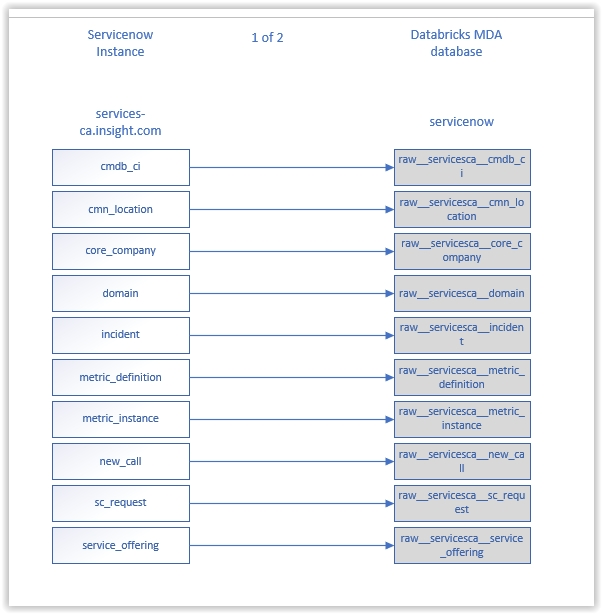 Servicenow
Instance
1 of 2
Databricks MDA
database
services-
ca.insight.com
servicenow
cmdb_ci
raw__servicesca__cmdb_c
i
cmn_location
raw__servicesca__cmn_lo
cation
core_company
raw__servicesca__core_c
ompany
domain
raw__servicesca__domain
incident
raw__servicesca__inciden
t
metric_definition
raw__servicesca__metric_
definition
metric_instance
raw__servicesca__metric_
instance
new_call
raw__servicesca__new_ca
ll
sc_request
raw__servicesca__sc_requ
est
service_offering
raw__servicesca__service
_offering